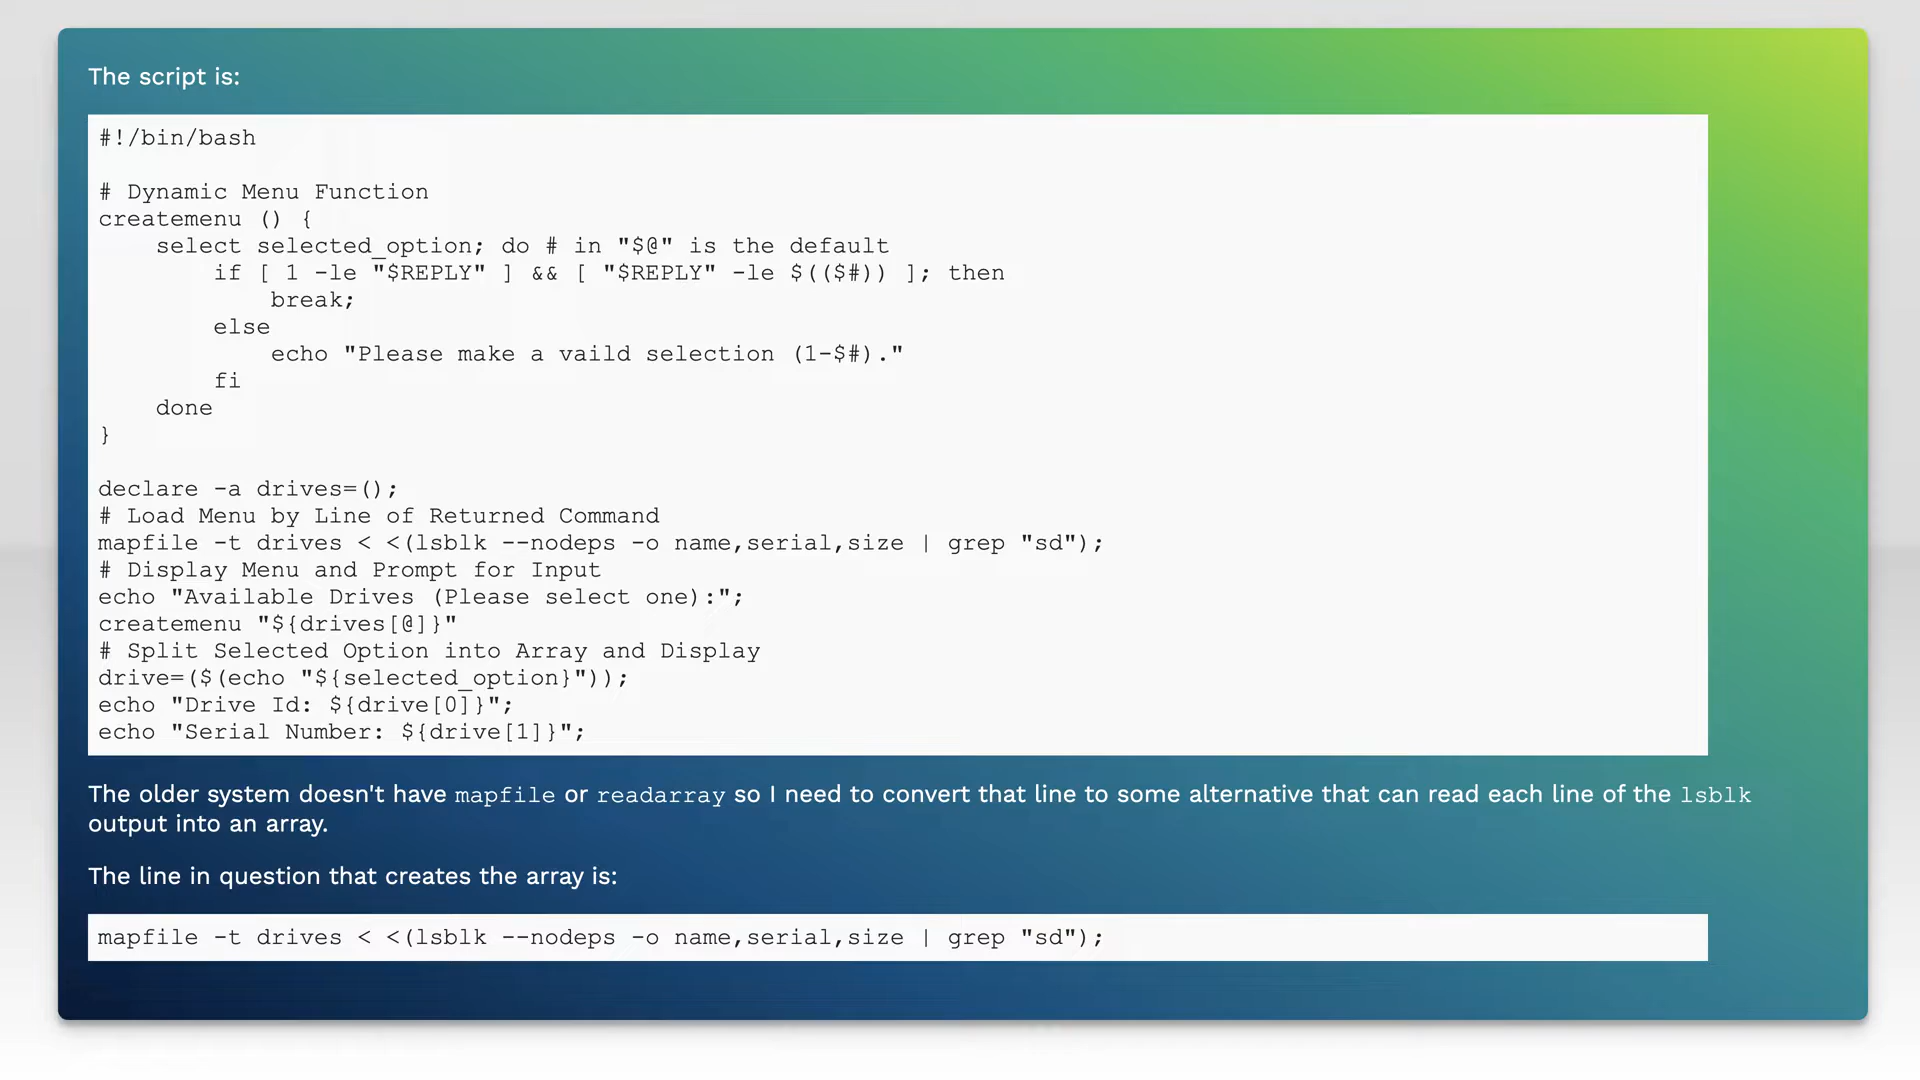 The script is:
#!/bin/bash
# Dynamic Menu Function
createmenu () {
    select selected_option; do # in "$@" is the default
        if [ 1 -le "$REPLY" ] && [ "$REPLY" -le $(($#)) ]; then
            break;
        else
            echo "Please make a vaild selection (1-$#)."
        fi
    done
}
declare -a drives=();
# Load Menu by Line of Returned Command
mapfile -t drives < <(lsblk --nodeps -o name,serial,size | grep "sd");
# Display Menu and Prompt for Input
echo "Available Drives (Please select one):";
createmenu "${drives[@]}"
# Split Selected Option into Array and Display
drive=($(echo "${selected_option}"));
echo "Drive Id: ${drive[0]}";
echo "Serial Number: ${drive[1]}";
The older system doesn't have mapfile or readarray so I need to convert that line to some alternative that can read each line of the lsblk
output into an array.
The line in question that creates the array is:
mapfile -t drives < <(lsblk --nodeps -o name,serial,size | grep "sd");